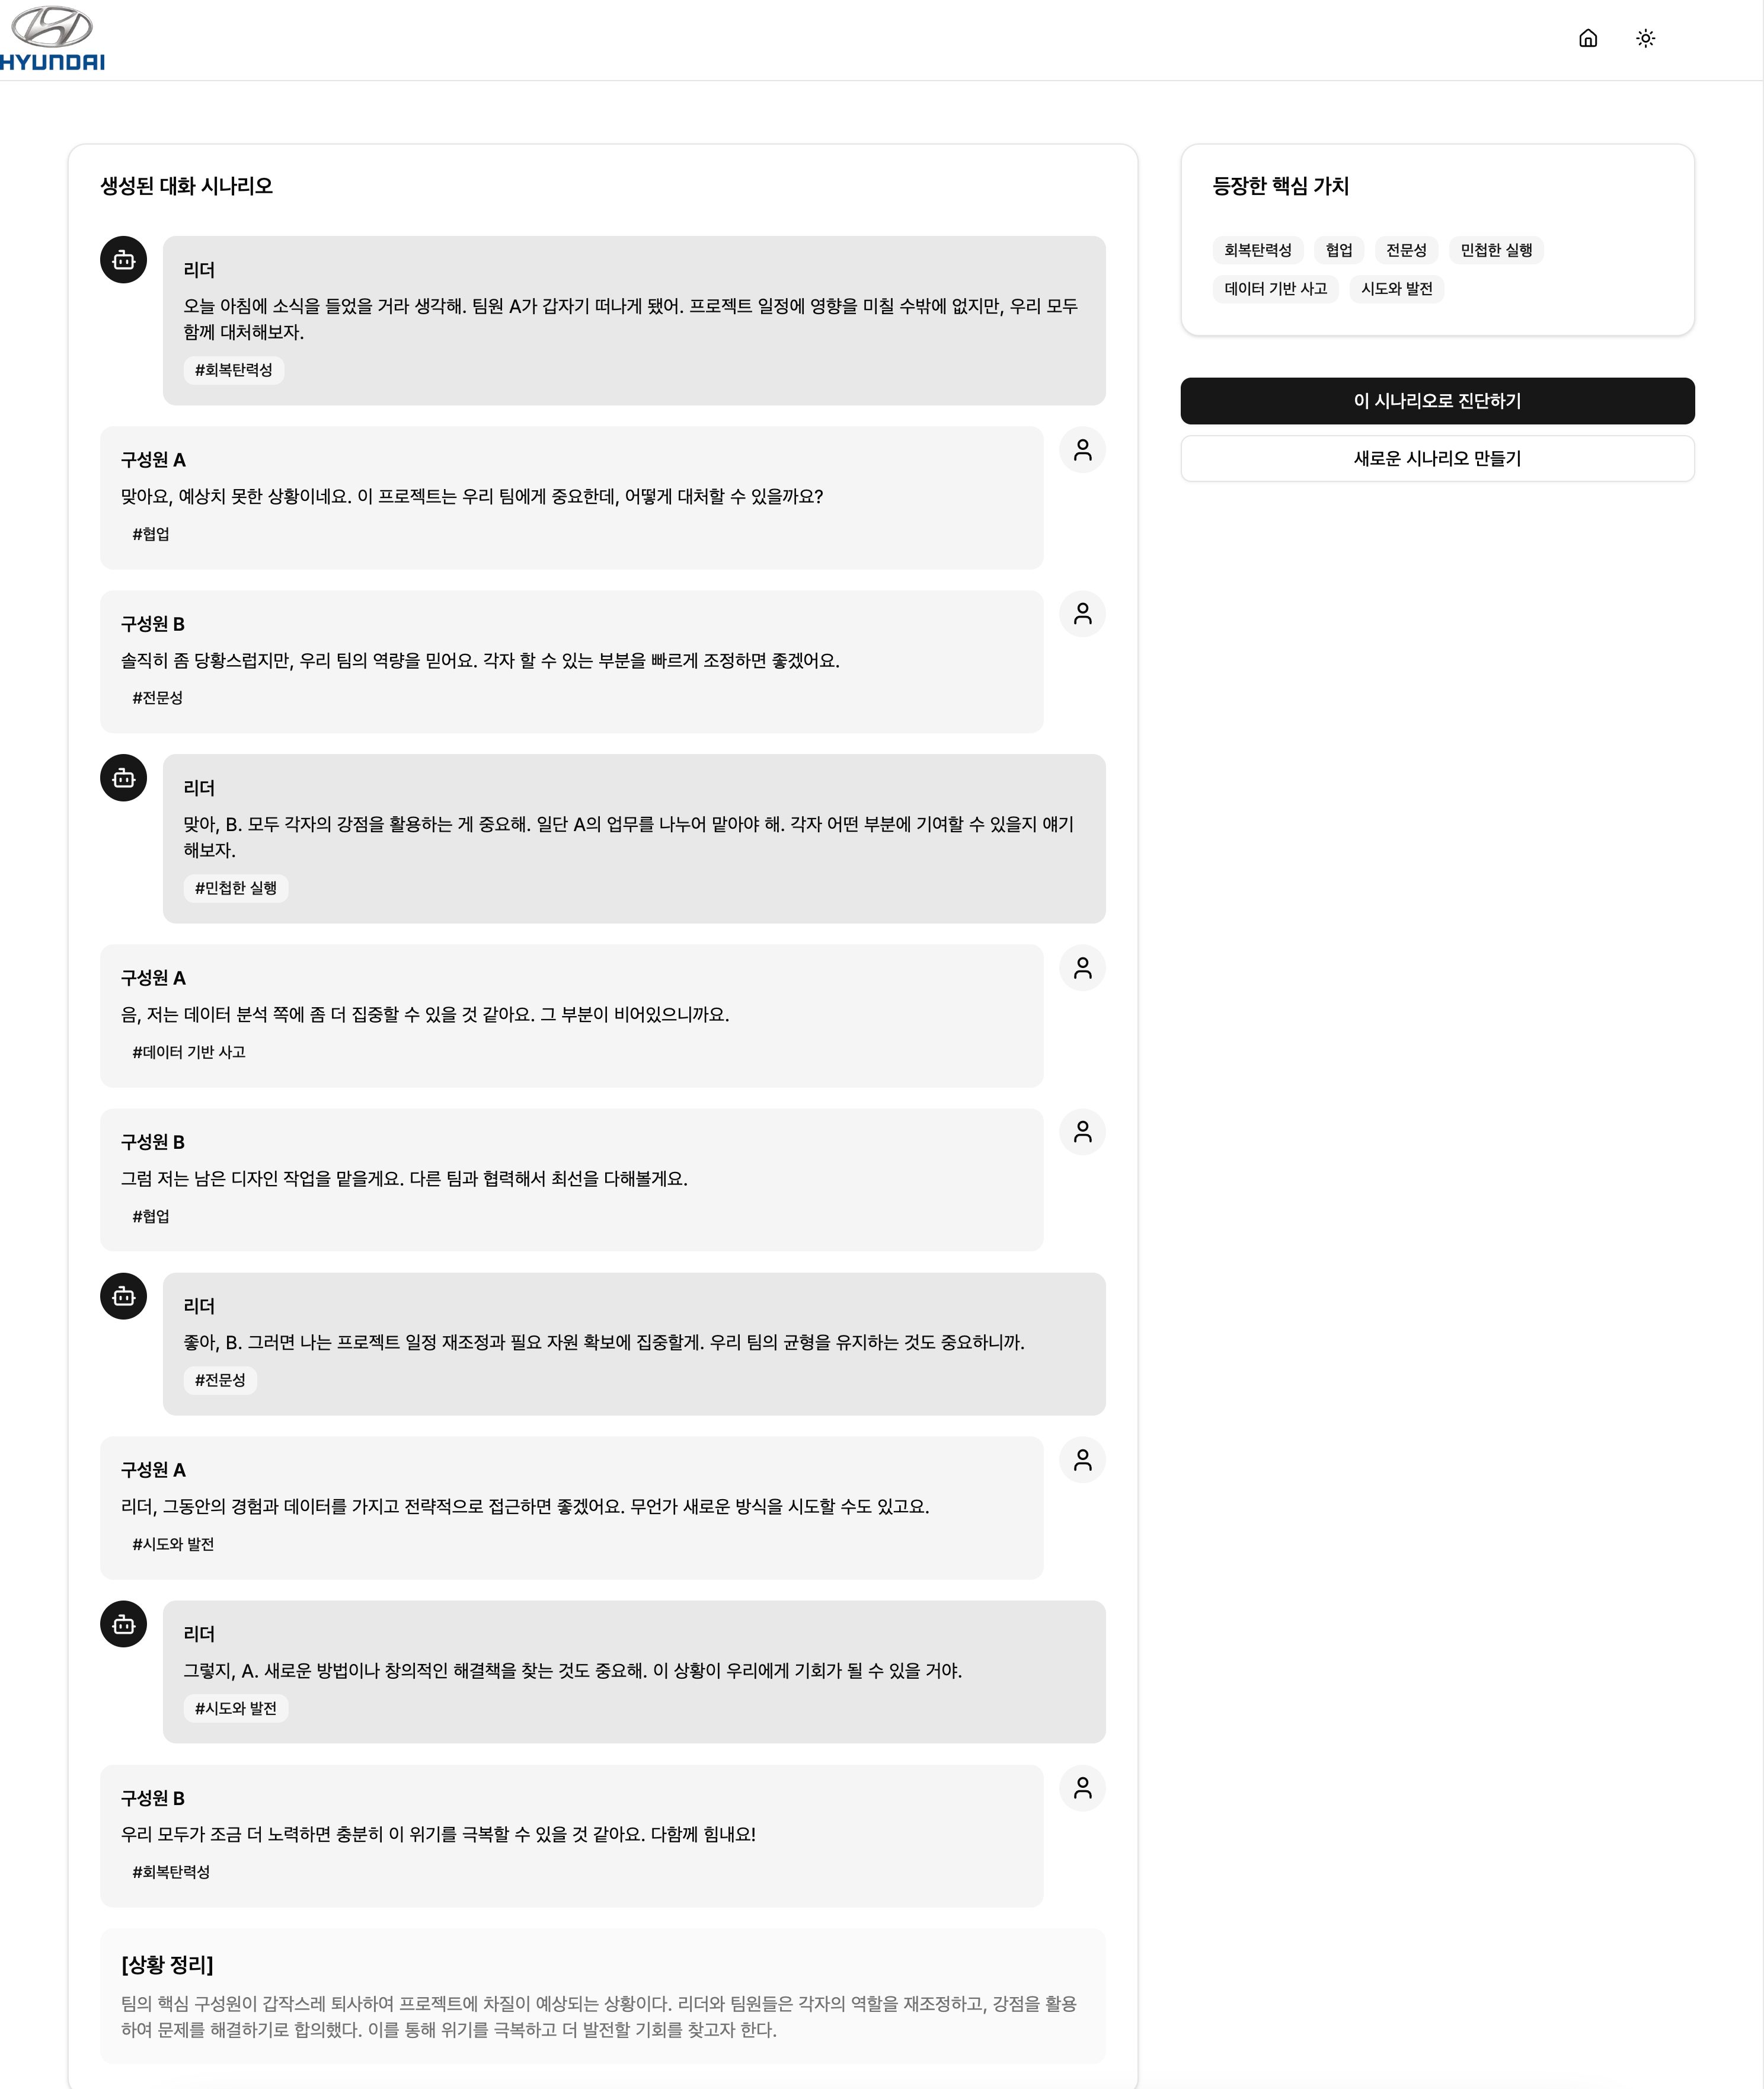 HYUNDAI
생성된 대화 시나리오
리더
오늘 아침에 소식을 들었을 거라 생각해. 팀원 A가 갑자기 떠나게 됐어. 프로젝트 일정에 영향을 미칠 수밖에 없지만, 우리 모두
함께 대처해보자.
#회복탄력성
구성원 A
맞아요, 예상치 못한 상황이네요. 이 프로젝트는 우리 팀에게 중요한데, 어떻게 대처할 수 있을까요?
#협업
구성원 B
솔직히 좀 당황스럽지만, 우리 팀의 역량을 믿어요. 각자 할 수 있는 부분을 빠르게 조정하면 좋겠어요.
#전문성
리더
맞아, B. 모두 각자의 강점을 활용하는 게 중요해. 일단 A의 업무를 나누어 맡아야 해. 각자 어떤 부분에 기여할 수 있을지 얘기
해보자.
#민첩한 실행
구성원 A
음, 저는 데이터 분석 쪽에 좀 더 집중할 수 있을 것 같아요. 그 부분이 비어있으니까요.
#데이터 기반 사고
구성원 B
그럼 저는 남은 디자인 작업을 맡을게요. 다른 팀과 협력해서 최선을 다해볼게요.
#협업
리더
좋아, B. 그러면 나는 프로젝트 일정 재조정과 필요 자원 확보에 집중할게. 우리 팀의 균형을 유지하는 것도 중요하니까.
#전문성
구성원 A
리더, 그동안의 경험과 데이터를 가지고 전략적으로 접근하면 좋겠어요. 무언가 새로운 방식을 시도할 수도 있고요.
#시도와 발전
리더
그렇지, A. 새로운 방법이나 창의적인 해결책을 찾는 것도 중요해. 이 상황이 우리에게 기회가 될 수 있을 거야.
#시도와 발전
구성원 B
우리 모두가 조금 더 노력하면 충분히 이 위기를 극복할 수 있을 것 같아요. 다함께 힘내요!
#회복탄력성
[상황 정리]
팀의 핵심 구성원이 갑작스레 퇴사하여 프로젝트에 차질이 예상되는 상황이다. 리더와 팀원들은 각자의 역할을 재조정하고, 강점을 활용
하여 문제를 해결하기로 합의했다. 이를 통해 위기를 극복하고 더 발전할 기회를 찾고자 한다.
등장한 핵심 가치
회복탄력성 협업 전문성 민첩한 실행
데이터 기반 사고 시도와 발전
이 시나리오로 진단하기
새로운 시나리오 만들기